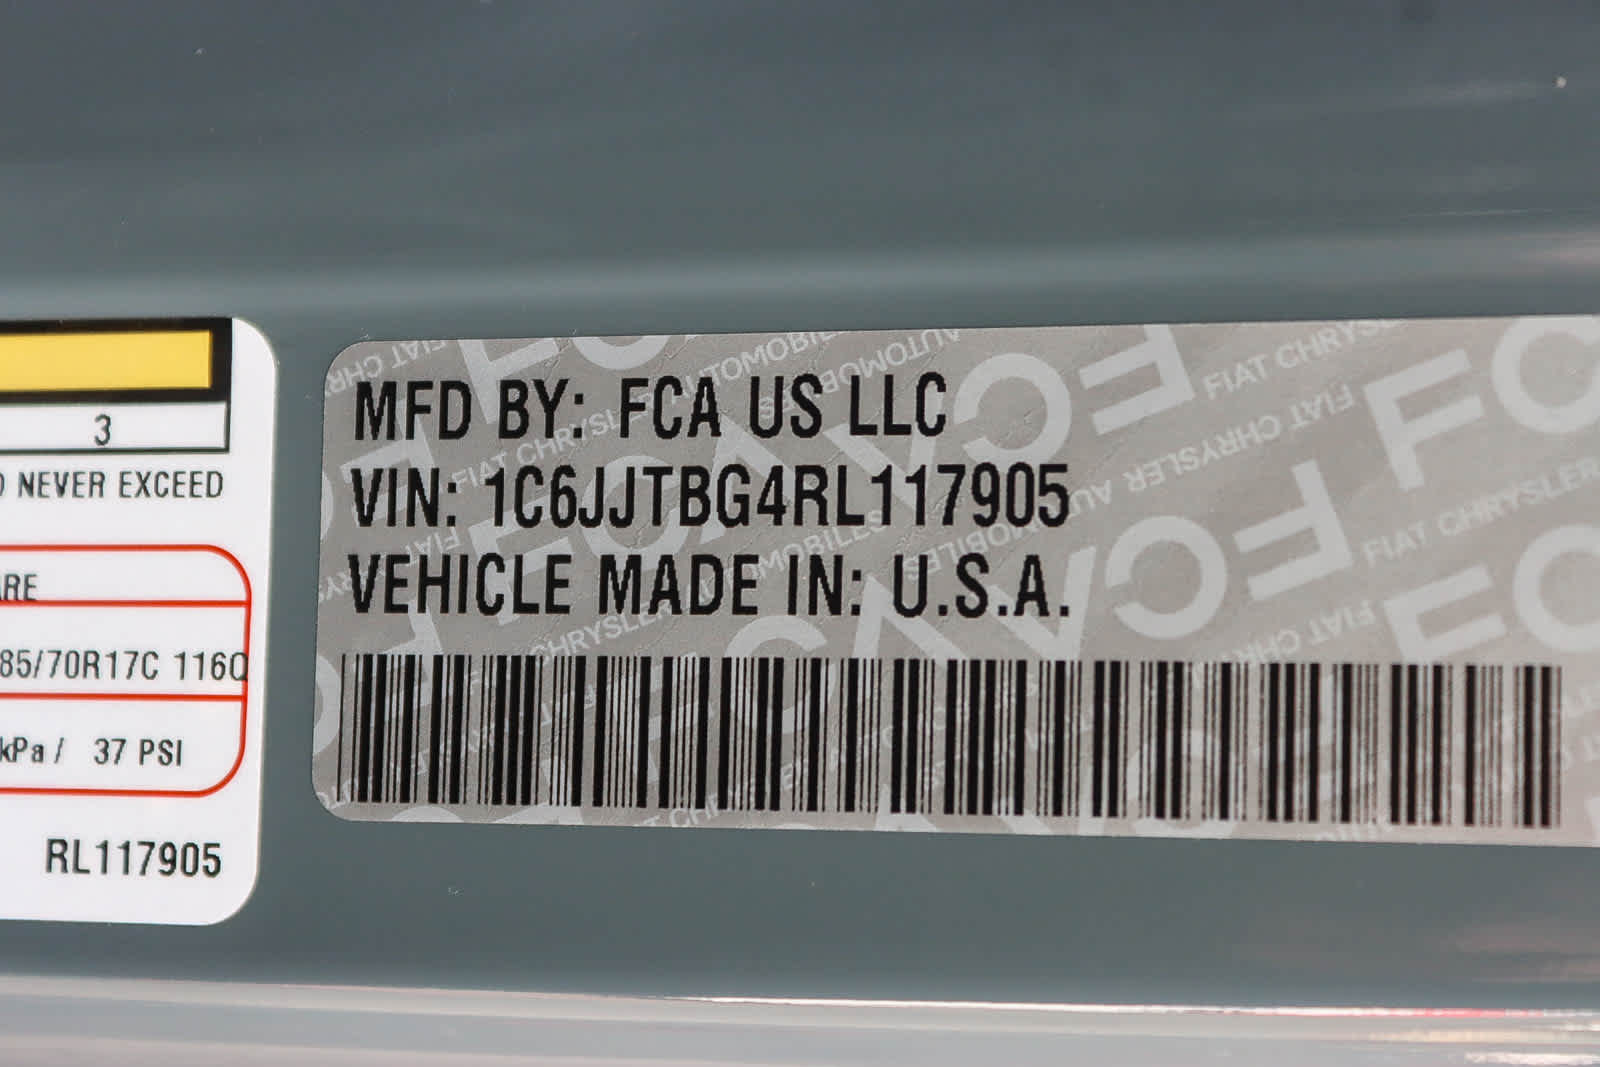 3
NEVER EXCEED
85/70R17C 116Q
kPa / 37 PSI
RL117905
MFD BY: FCA US LLC
VIN: 1C6JJTBG4RL117905
VEHICLE MADE IN: U.S.A.